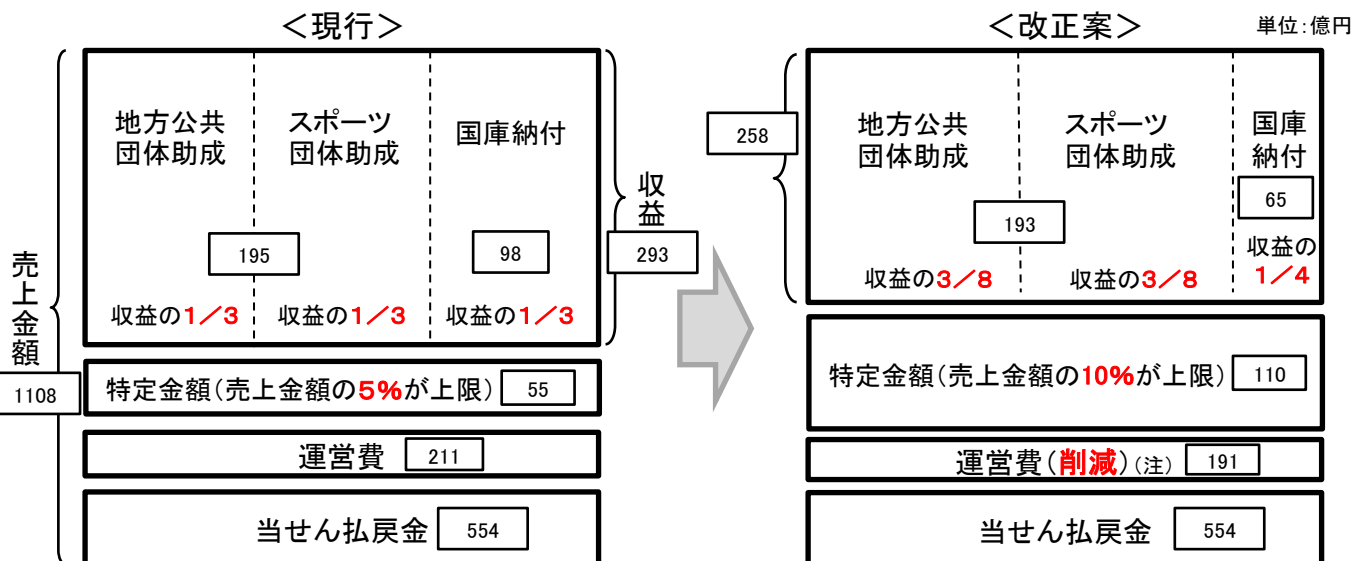 ＜現行＞
＜改正案＞
単位：億円
売上金額
1108
地方公共
団体助成
スポーツ
団体助成
国庫納付
195
98
収益の1／3
収益の1／3
収益の1／3
収益
293
特定金額（売上金額の5%が上限）
55
運営費
211
当せん払戻金
554
258
地方公共
団体助成
スポーツ
団体助成
国庫
納付
65
193
収益の3／8
収益の3／8
収益の
1／4
特定金額（売上金額の10%が上限）
110
運営費（削減）（注）
191
当せん払戻金
554